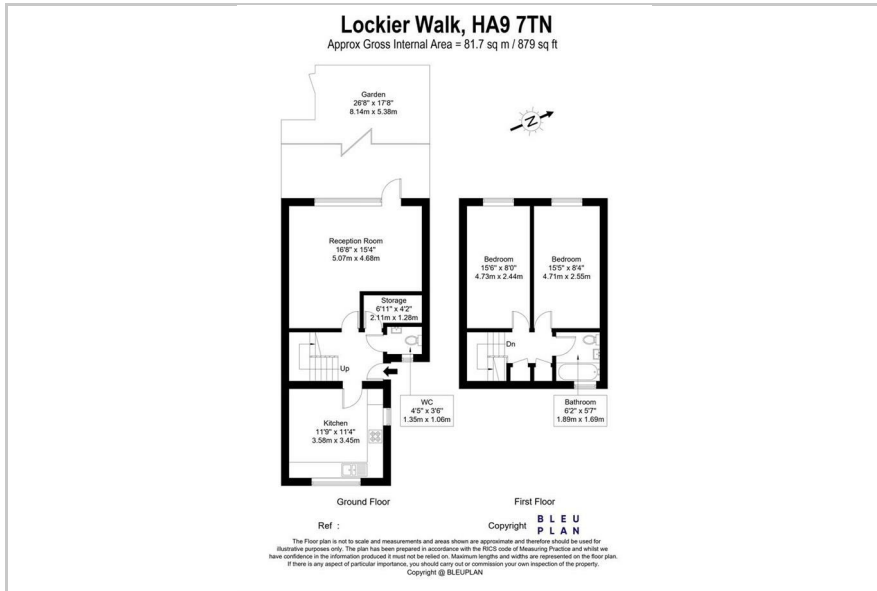 Lockier Walk, HA9 7TN
Approx Gross Internal Area = 81.7 sq m / 879 sq ft
Garden
26'8" x 17'8"
8.14m x 5.38m
N
Reception Room
16'8" x 15'4"
5.07m x 4.68m
Storage
6'11" x 4'2"
2.11m x 1.28m
Up
WC
4'5" x 3'6"
1.35m x 1.06m
Kitchen
11'9" x 11'4"
3.58m x 3.45m
Ground Floor
Bedroom
15'6" x 8'0"
4.73m x 2.44m
Bedroom
15'5" x 8'4"
4.71m x 2.55m
Dn
Bathroom
6'2" x 5'7"
1.89m x 1.69m
First Floor
Ref :
Copyright
BLEU
PLAN
The Floor plan is not to scale and measurements and areas shown are approximate and therefore should be used for
illustrative purposes only. The plan has been prepared in accordance with the RICS code of Measuring Practice and whilst we
have confidence in the information produced it must not be relied on. Maximum lengths and widths are represented on the floor plan.
If there is any aspect of particular importance, you should carry out or commission your own inspection of the property.
Copyright @ BLEUPLAN